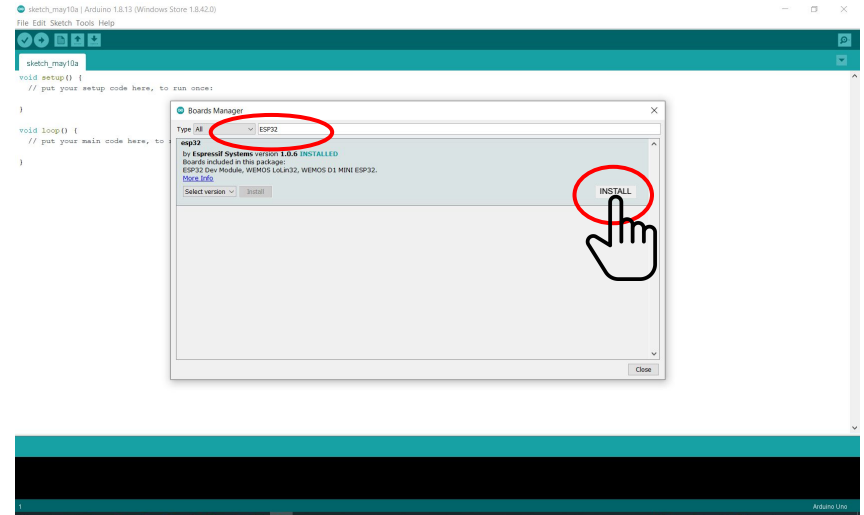 sketch_may10a | Arduino 1.8.13 (Windows Store 1.8.42.0)
File Edit Sketch Tools Help
sketch_may10a
void setup() {
// put your setup code here, to run once:
}
void loop() {
// put your main code here, to
}
Boards Manager
Type All ESP32
esp32
by Espressif Systems version 1.0.6 INSTALLED
Boards included in this package:
ESP32 Dev Module, WEMOS LoLin32, WEMOS D1 MINI ESP32.
More Info
Select version Install
INSTALL
Close
1 Arduino Uno